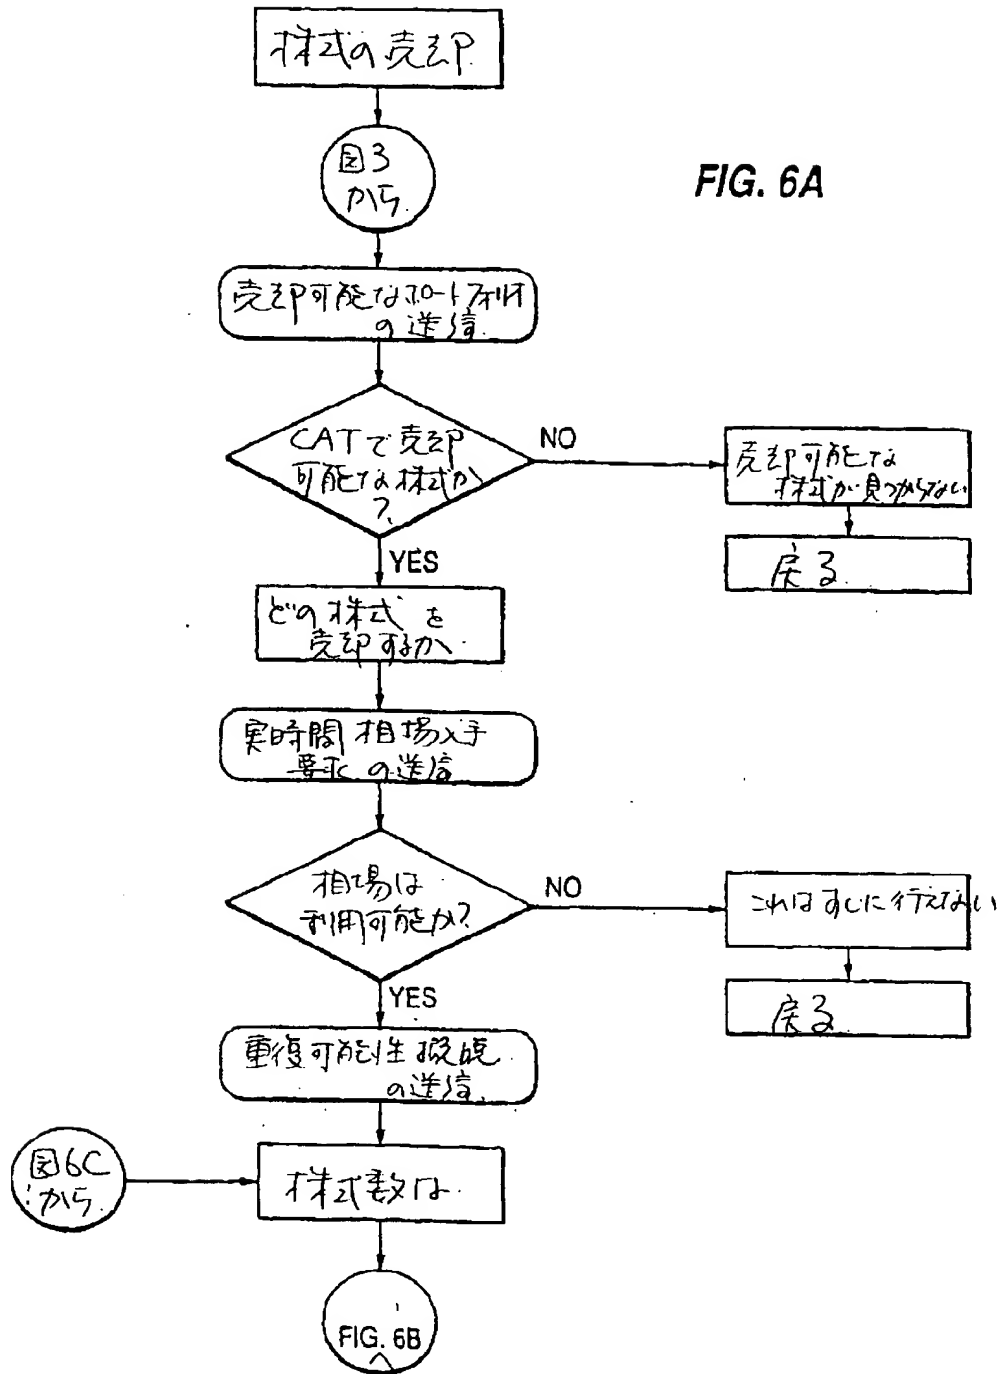 株式の売却
図3
から
FIG. 6A
売却可能なポートフォリオ
の送信
CATで売却
可能な株式か
?
NO
売却可能な
株式が見つからない
戻る
YES
どの株式を
売却するか
実時間相場入手
要求の送信
相場は
利用可能か?
NO
これはすぐに行えない
戻る
YES
重複可能性
の送信
図6C
から
株式数は
FIG. 6B
へ